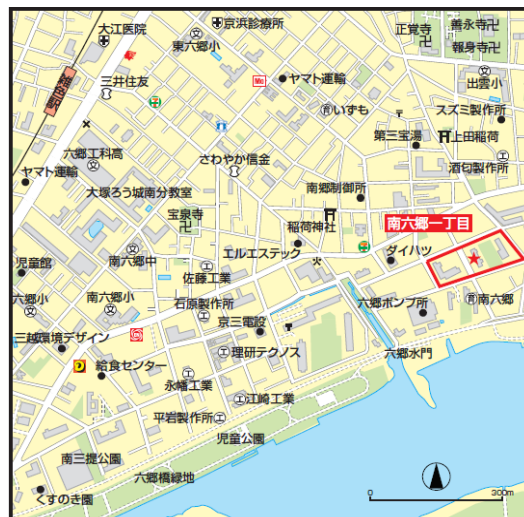 大江医院
京浜診療所
東六郷小
正覚寺
善永寺
報身寺
出雲小
三井住友
ヤマト運輸
いずも
スズミ製作所
雑色駅
六郷工科高
第三宝湯
上田稲荷
さわやか信金
酒匂製作所
ヤマト運輸
大塚ろう城南分教室
南郷制御所
宝泉寺
稲荷神社
南六郷一丁目
エルエステック
ダイハツ
児童館
南六郷中
佐藤工業
六郷小
南六郷小
石原製作所
六郷ポンプ所
南六郷
京三電設
三越環境デザイン
六郷水門
理研テクノス
給食センター
永幡工業
江崎工業
平岩製作所
児童公園
南三提公園
六郷橋緑地
くすのき園
0
300m